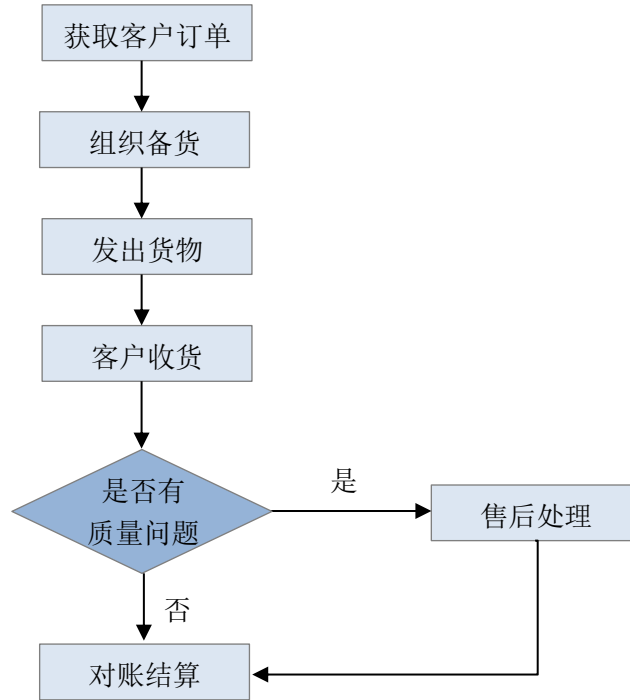 获取客户订单
组织备货
发出货物
客户收货
是否有
质量问题
是
售后处理
否
对账结算